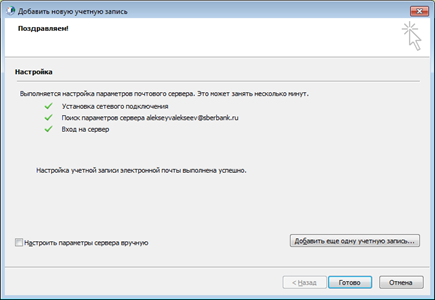 Добавить новую учетную запись
Поздравляем!
Настройка
Выполняется настройка параметров почтового сервера. Это может занять несколько минут.
Установка сетевого подключения
Поиск параметров сервера alekseyvalekseev@sberbank.ru
Вход на сервер
Настройка учетной записи электронной почты выполнена успешно.
Настроить параметры сервера вручную
Добавить еще одну учетную запись...
< Назад
Готово
Отмена